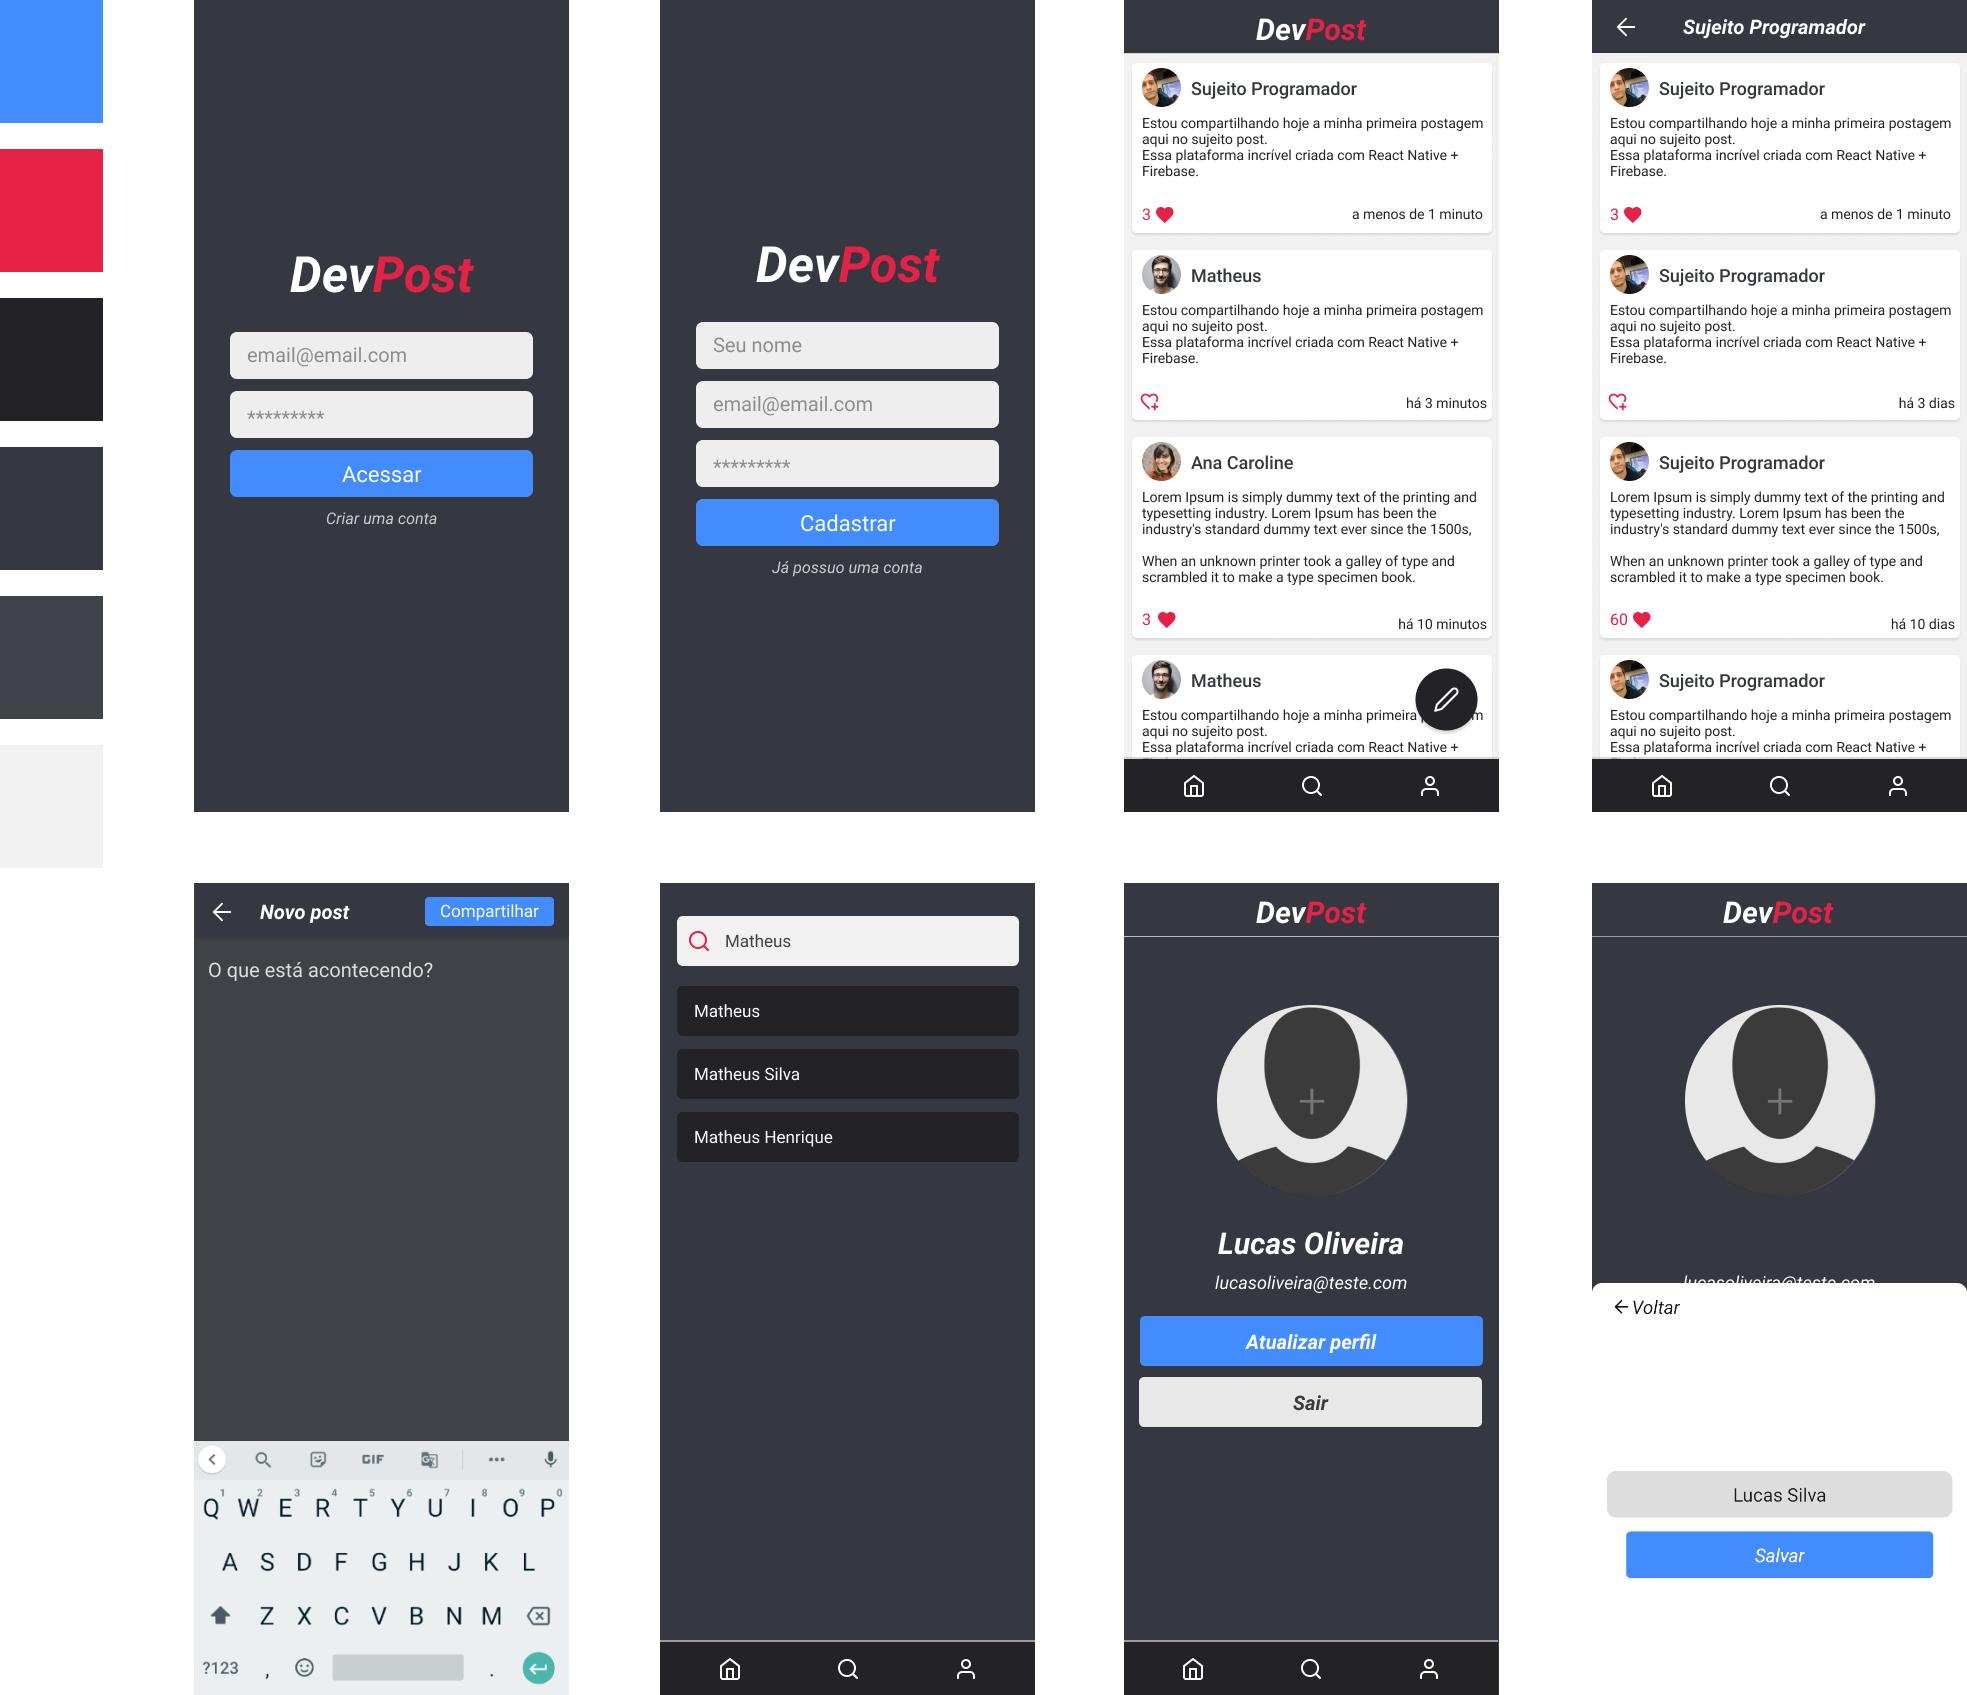 DevPost
email@email.com
*********
Acessar
Criar uma conta
DevPost
Seu nome
email@email.com
*********
Cadastrar
Já possuo uma conta
DevPost
Sujeito Programador
Estou compartilhando hoje a minha primeira postagem
aqui no sujeito post.
Essa plataforma incrível criada com React Native +
Firebase.
3
a menos de 1 minuto
Matheus
Estou compartilhando hoje a minha primeira postagem
aqui no sujeito post.
Essa plataforma incrível criada com React Native +
Firebase.
há 3 minutos
Ana Caroline
Lorem Ipsum is simply dummy text of the printing and
typesetting industry. Lorem Ipsum has been the
industry's standard dummy text ever since the 1500s,
When an unknown printer took a galley of type and
scrambled it to make a type specimen book.
3
há 10 minutos
Matheus
Estou compartilhando hoje a minha primeira
aqui no sujeito post.
Essa plataforma incrível criada com React Native +
Sujeito Programador
Sujeito Programador
Estou compartilhando hoje a minha primeira postagem
aqui no sujeito post.
Essa plataforma incrível criada com React Native +
Firebase.
3
a menos de 1 minuto
Sujeito Programador
Estou compartilhando hoje a minha primeira postagem
aqui no sujeito post.
Essa plataforma incrível criada com React Native +
Firebase.
há 3 dias
Sujeito Programador
Lorem Ipsum is simply dummy text of the printing and
typesetting industry. Lorem Ipsum has been the
industry's standard dummy text ever since the 1500s,
When an unknown printer took a galley of type and
scrambled it to make a type specimen book.
60
há 10 dias
Sujeito Programador
Estou compartilhando hoje a minha primeira postagem
aqui no sujeito post.
Essa plataforma incrível criada com React Native +
Novo post
Compartilhar
O que está acontecendo?
GIF
1 2 3 4 5 6 7 8 9 0
Q W E R T Y U I O P
A S D F G H J K L
Z X C V B N M
?123 , .
Matheus
Matheus
Matheus Silva
Matheus Henrique
DevPost
Lucas Oliveira
lucasoliveira@teste.com
Atualizar perfil
Sair
DevPost
lucasoliveira@teste.com
Voltar
Lucas Silva
Salvar